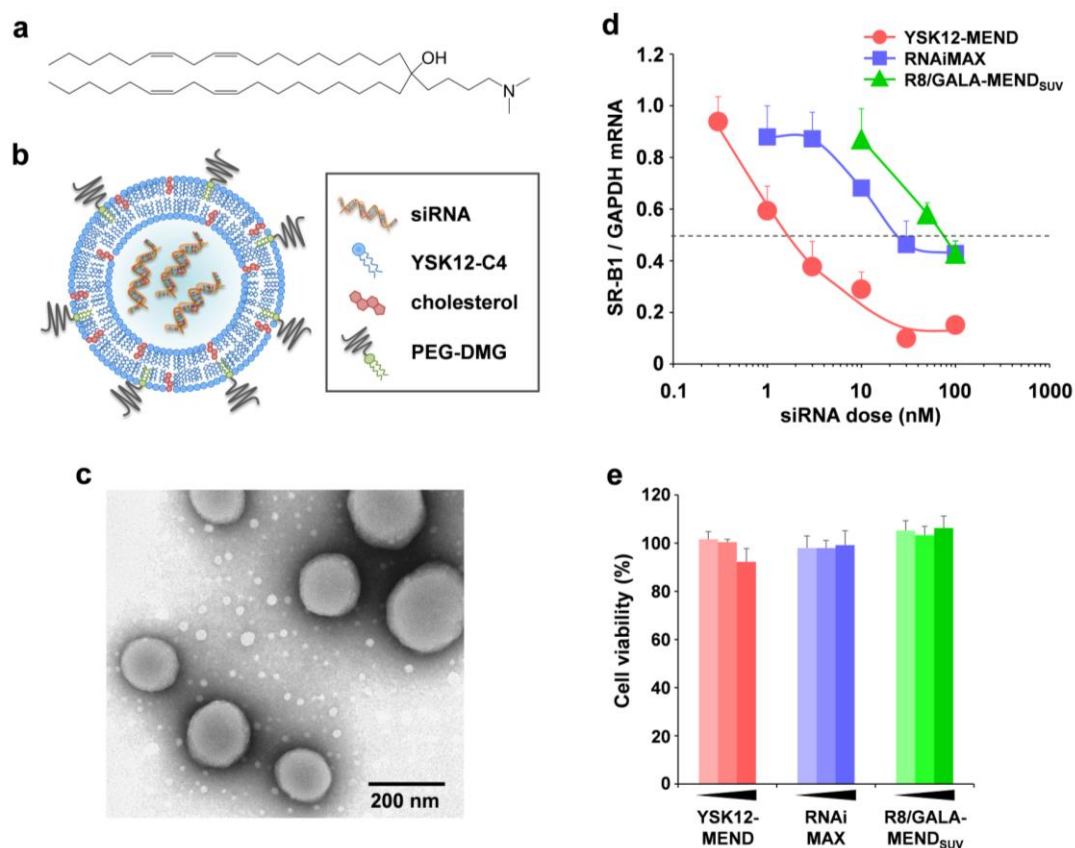 a
OH
N
b
siRNA
YSK12-C4
cholesterol
PEG-DMG
c
200 nm
d
YSK12-MEND
RNAiMAX
R8/GALA-MENDSUV
1.2
1.0
0.8
0.6
0.4
0.2
0
SR-B1 / GAPDH mRNA
0.1
1
10
100
1000
siRNA dose (nM)
e
120
100
80
60
40
20
0
Cell viability (%)
YSK12-
MEND
RNAi
MAX
R8/GALA-
MENDSUV